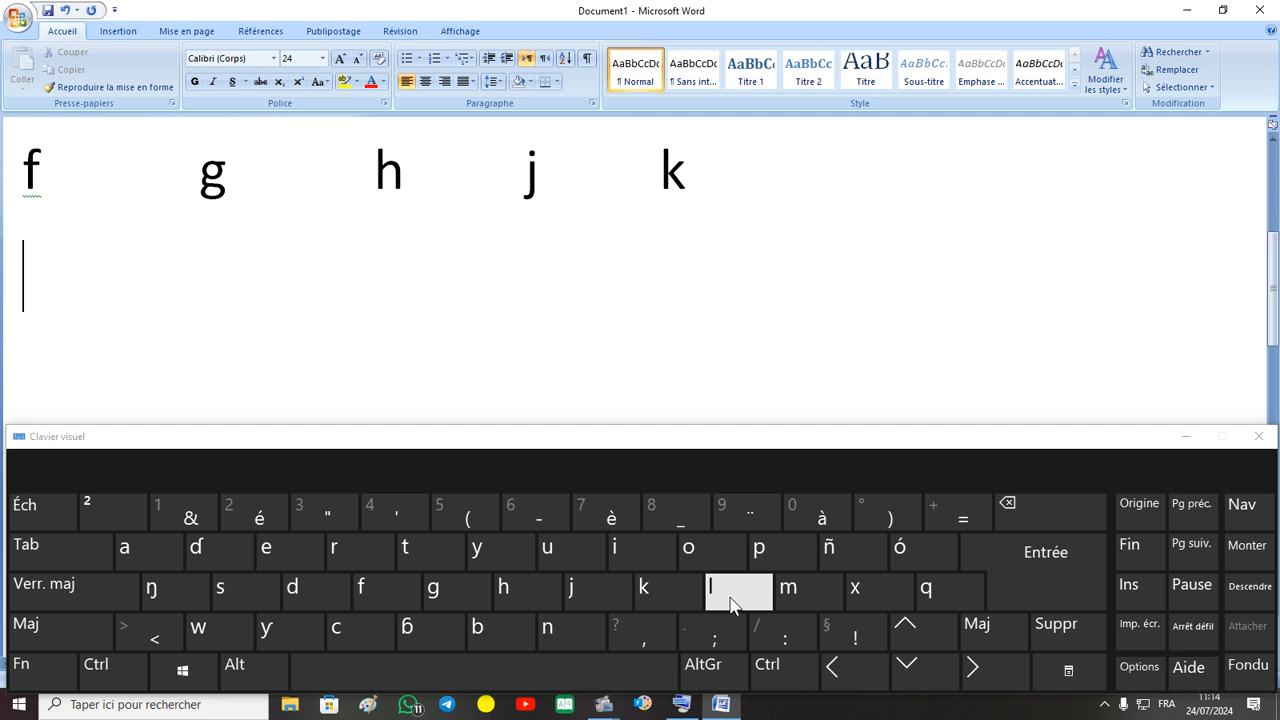 Document1 - Microsoft Word
Accueil Insertion Mise en page Références Publipostage Révision Affichage
Coller
Couper
Copier
Reproduire la mise en forme
Presse-papiers
Calibri (Corps) 24
G I S abc x₂ x² Aa A
Police
Paragraphe
AaBbCcDc AaBbCcDc AaBbC AaBbCc AaB AaBbCc. AaBbCcDc AaBbCcDc
¶ Normal ¶ Sans int... Titre 1 Titre 2 Titre Sous-titre Emphase ... Accentuat...
Modifier les styles
Style
Rechercher
Remplacer
Sélectionner
Modification
f g h j k
Clavier visuel
Éch ² 1 & 2 é 3 " 4 ' 5 ( 6 - 7 è 8 _ 9 ¨ 0 à ° ) + = Origine Pg préc. Nav
Tab a ɗ e r t y u i o p ñ ó Entrée Fin Pg suiv. Monter
Verr. maj ŋ s d f g h j k l m x q Ins Pause Descendre
Maj > < w ƴ c ɓ b n ? , . ; / : § ! Maj Suppr Imp. écr. Arrêt défil Attacher
Fn Ctrl Alt AltGr Ctrl Options Aide Fondu
Taper ici pour rechercher
11
FRA
11:14
24/07/2024